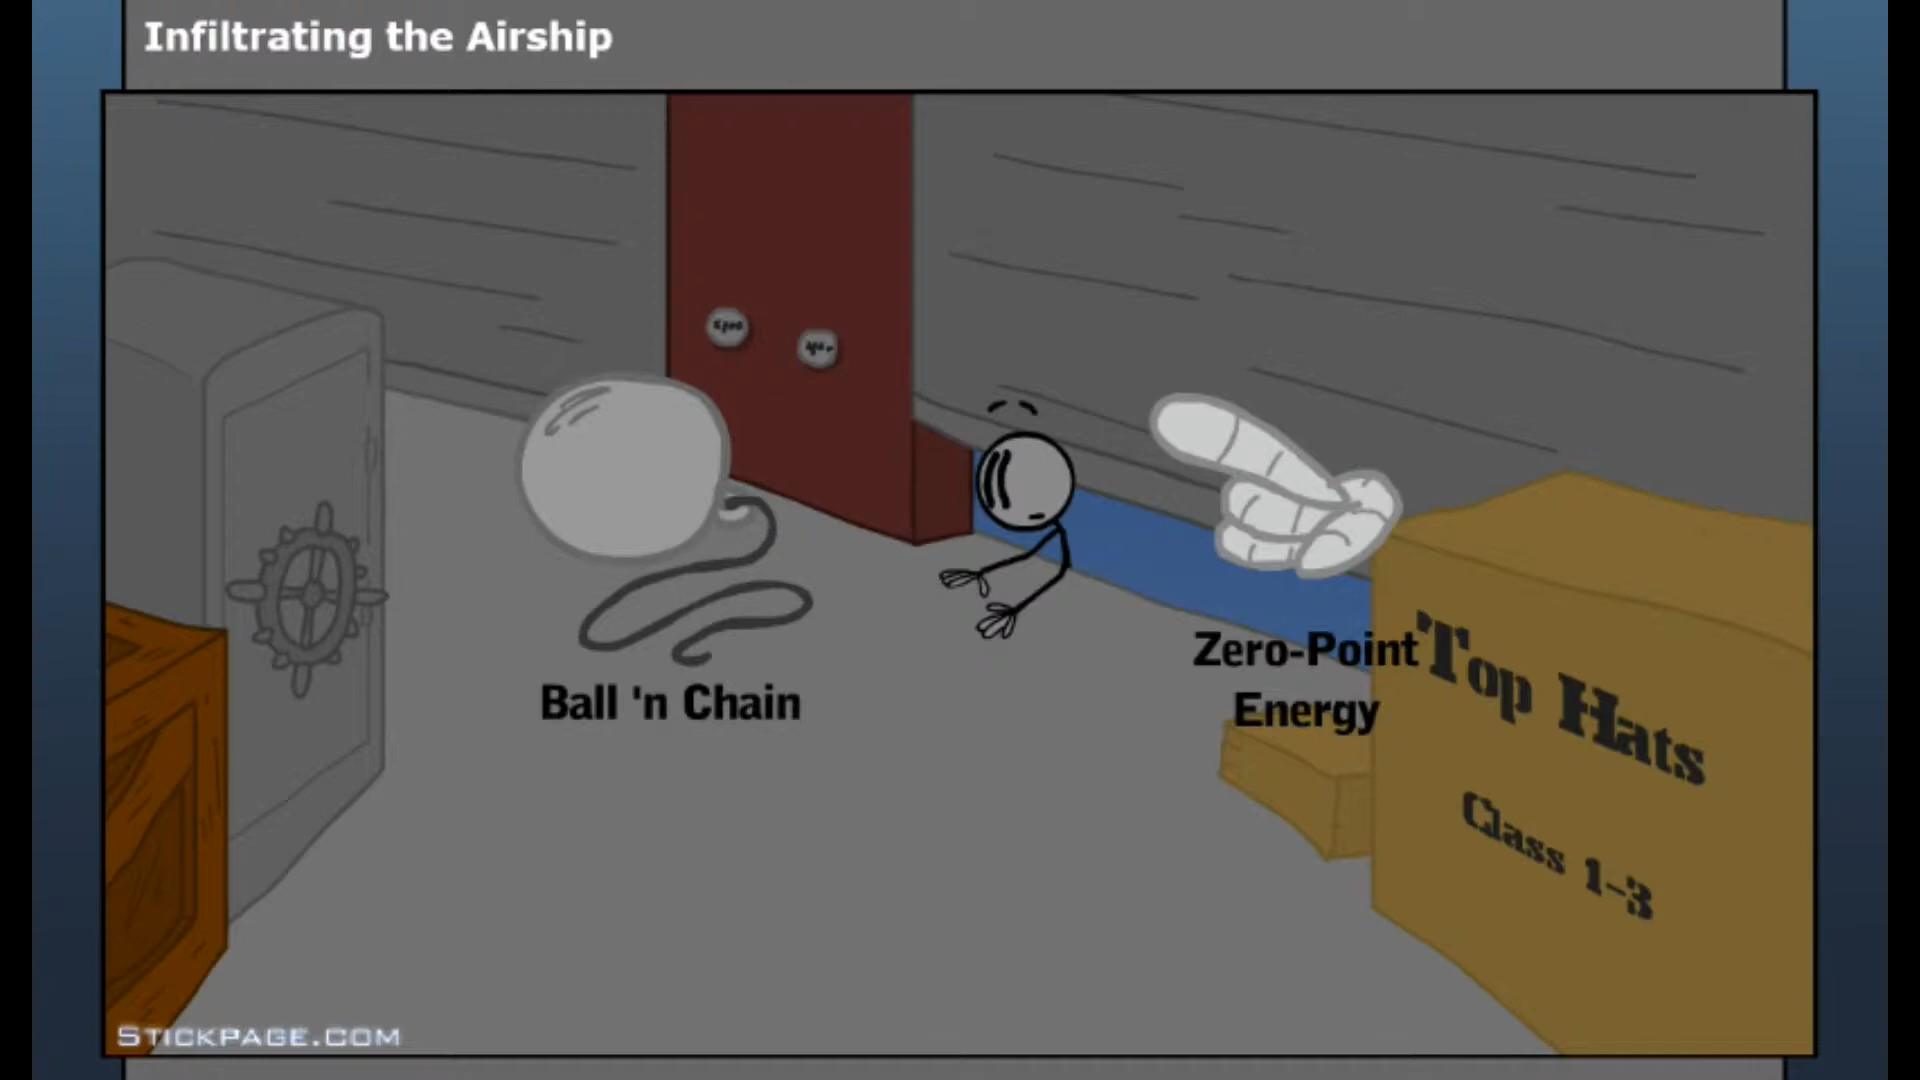 Infiltrating the Airship
Ball 'n Chain
Zero-Point
Energy
Top Hats
Class 1-3
STICKPAGE.COM